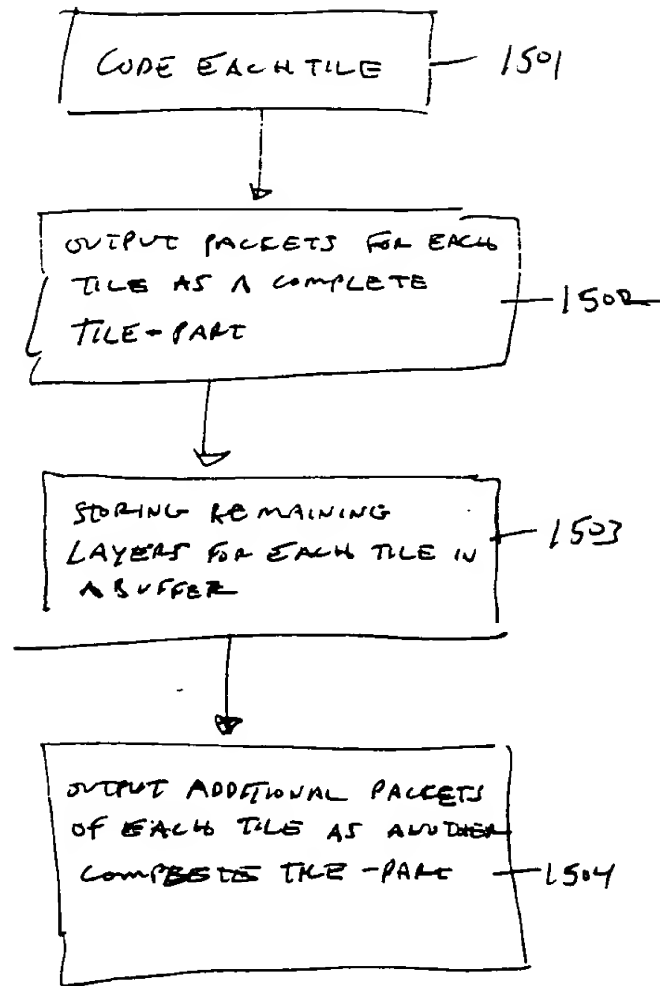 CODE EACH TILE
1501
OUTPUT PACKETS FOR EACH
TILE AS A COMPLETE
TILE-PART
1502
STORING REMAINING
LAYERS FOR EACH TILE IN
A BUFFER
1503
OUTPUT ADDITIONAL PACKETS
OF EACH TILE AS ANOTHER
COMPLETE TILE-PART
1504